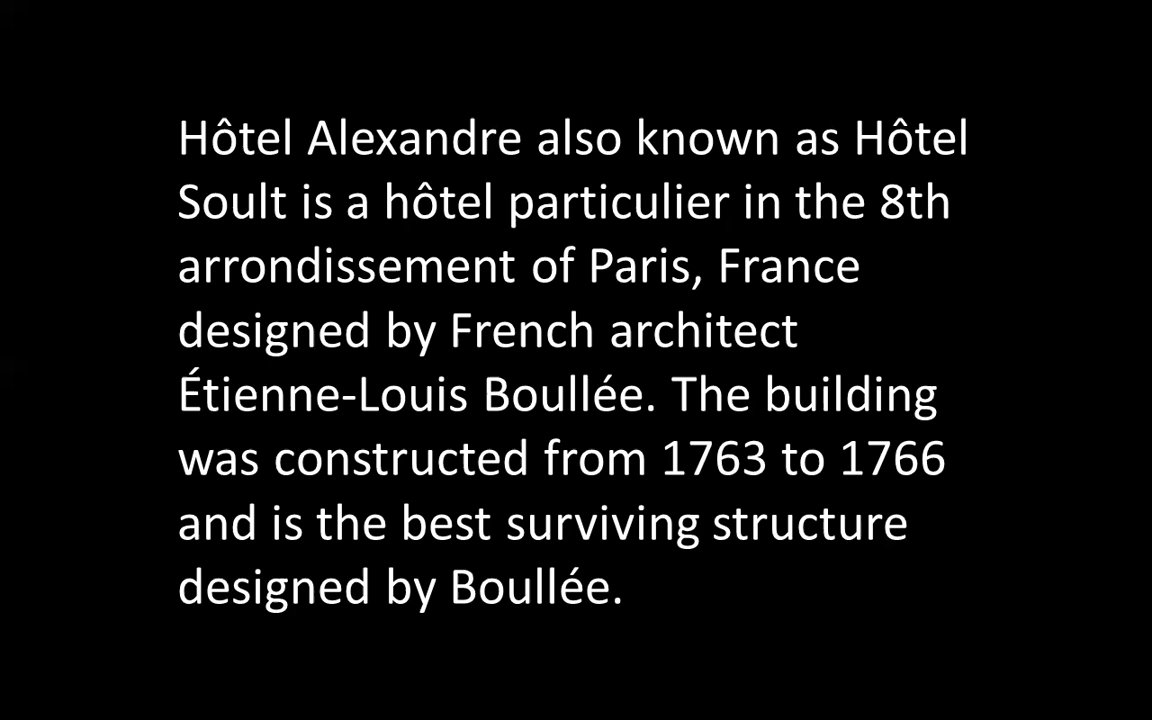 Hôtel Alexandre also known as Hôtel
Soult is a hôtel particulier in the 8th
arrondissement of Paris, France
designed by French architect
Étienne-Louis Boullée. The building
was constructed from 1763 to 1766
and is the best surviving structure
designed by Boullée.